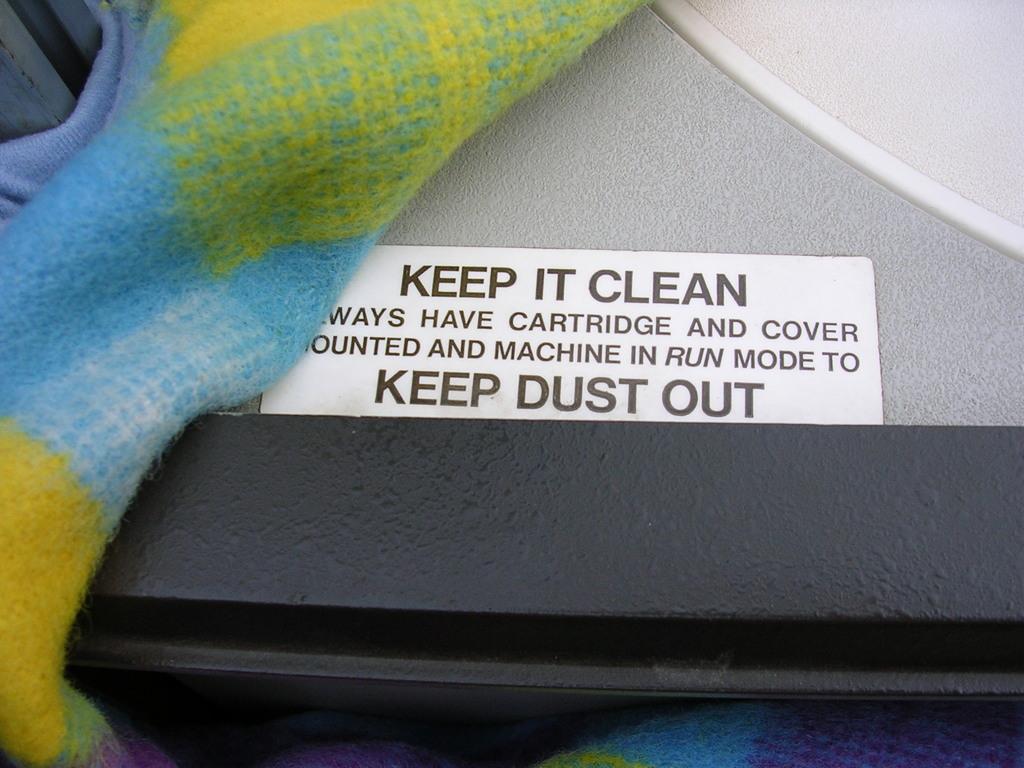 KEEP IT CLEAN
WAYS HAVE CARTRIDGE AND COVER
OUNTED AND MACHINE IN RUN MODE TO
KEEP DUST OUT